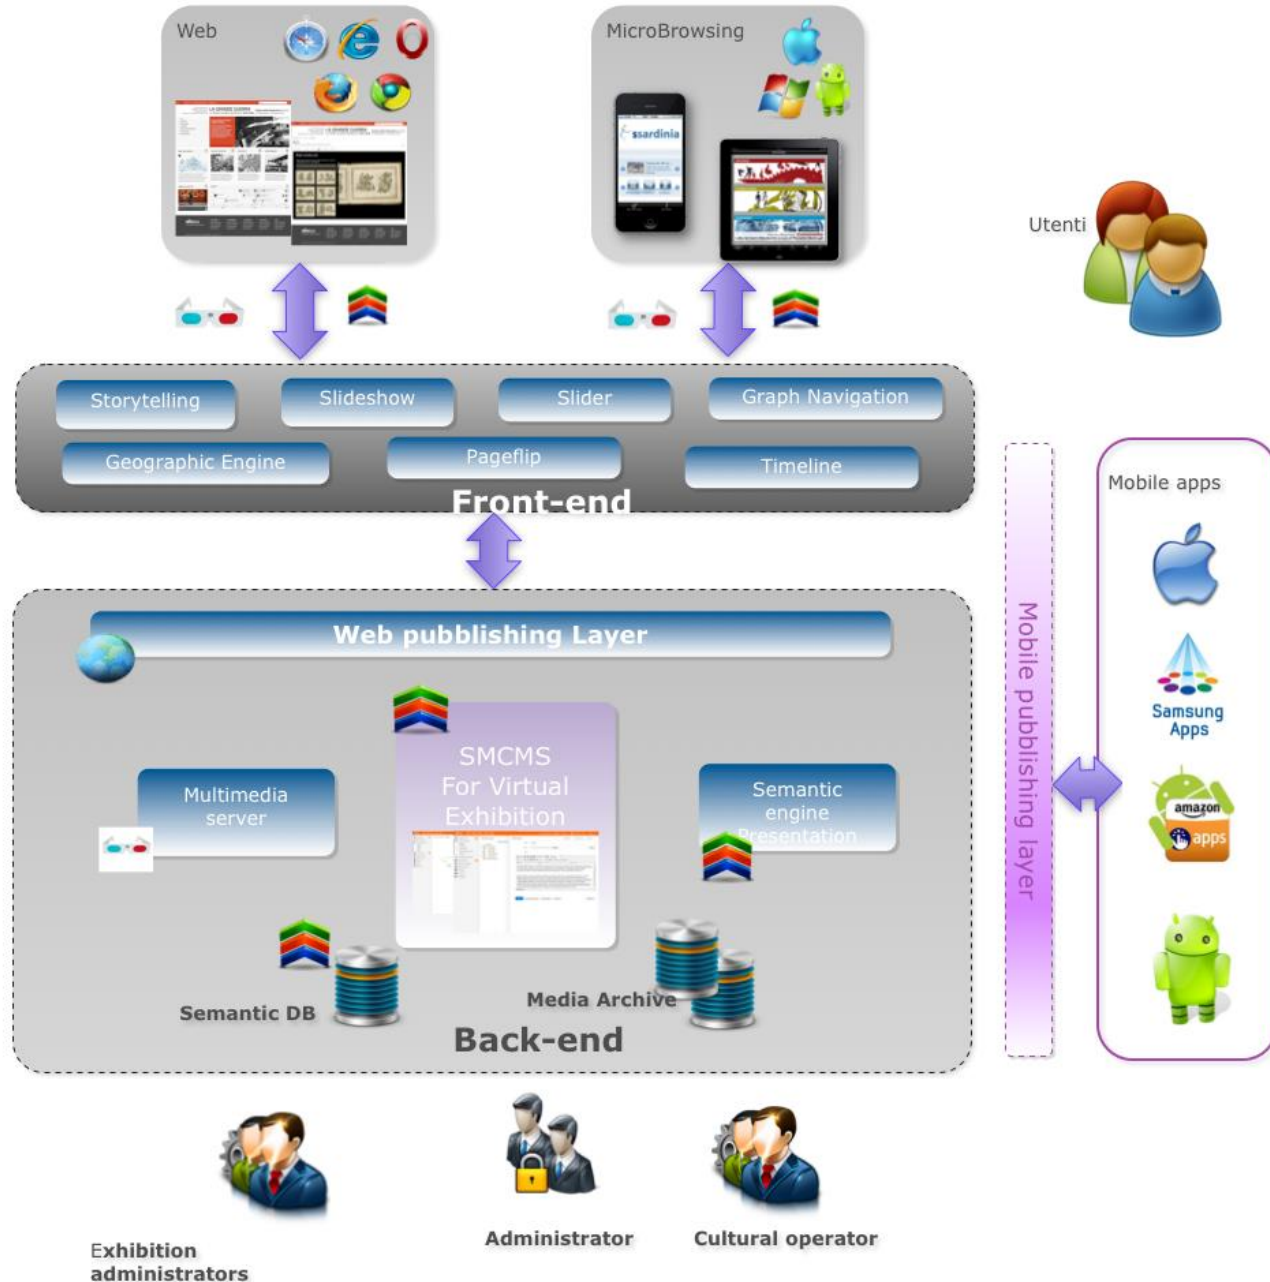 Web
MicroBrowsing
ssardinia
Utenti
Storytelling
Slideshow
Slider
Graph Navigation
Geographic Engine
Pageflip
Timeline
Front-end
Mobile apps
Web pubblishing Layer
Mobile pubblishing layer
Samsung
Apps
amazon
apps
SMCMS
For Virtual
Exhibition
Multimedia
server
Semantic
engine
Presentation
Semantic DB
Media Archive
Back-end
Exhibition
administrators
Administrator
Cultural operator